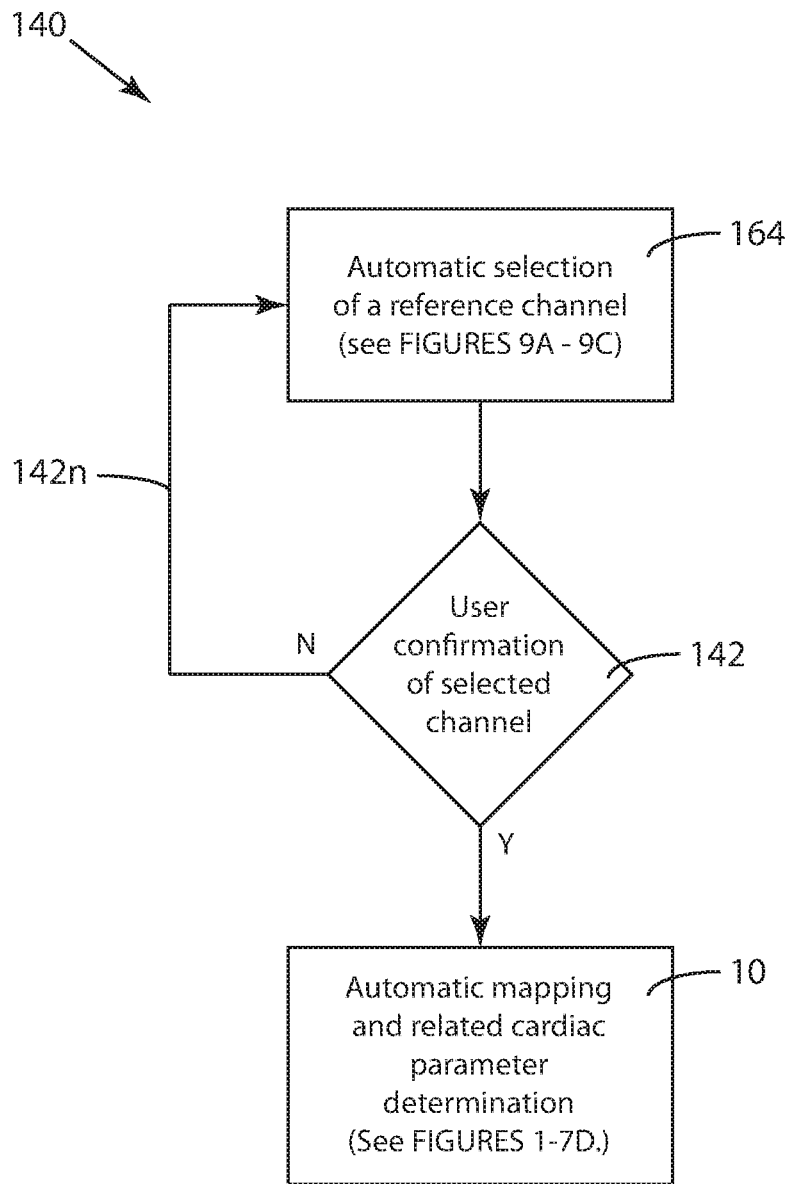 140
164
Automatic selection
of a reference channel
(see FIGURES 9A - 9C)
142n
N
User
confirmation
of selected
channel
142
Y
10
Automatic mapping
and related cardiac
parameter
determination
(See FIGURES 1-7D.)